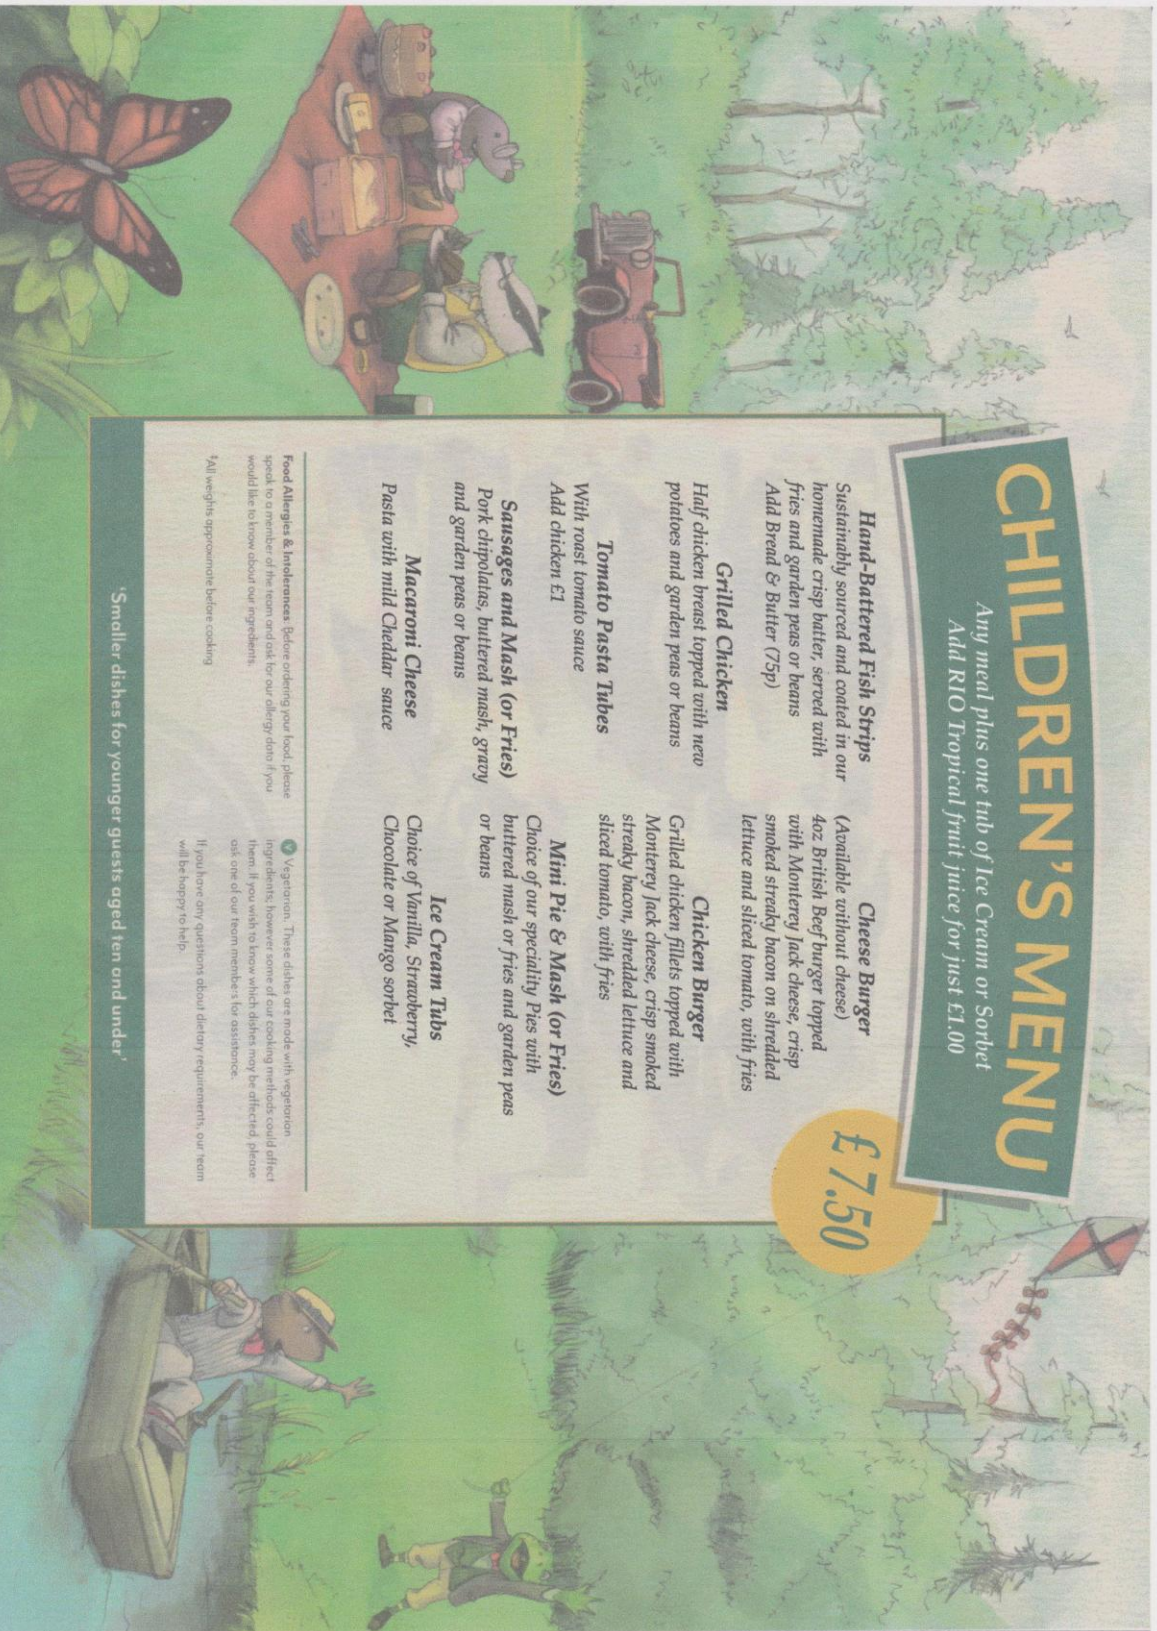 CHILDREN'S MENU
Any meal plus one tub of Ice Cream or Sorbet
Add RIO Tropical fruit juice for just £1.00
£7.50
Hand-Battered Fish Strips
Sustainably sourced and coated in our
homemade crisp batter, served with
fries and garden peas or beans
Add Bread & Butter (75p)
Grilled Chicken
Half chicken breast topped with new
potatoes and garden peas or beans
Tomato Pasta Tubes
With roast tomato sauce
Add chicken £1
Sausages and Mash (or Fries)
Pork chipolatas, buttered mash, gravy
and garden peas or beans
Macaroni Cheese
Pasta with mild Cheddar sauce
Cheese Burger
(Available without cheese)
4oz British Beef burger topped
with Monterey Jack cheese, crisp
smoked streaky bacon on shredded
lettuce and sliced tomato, with fries
Chicken Burger
Grilled chicken fillets topped with
Monterey Jack cheese, crisp smoked
streaky bacon, shredded lettuce and
sliced tomato, with fries
Mini Pie & Mash (or Fries)
Choice of our speciality Pies with
buttered mash or fries and garden peas
or beans
Ice Cream Tubs
Choice of Vanilla, Strawberry,
Chocolate or Mango sorbet
Food Allergies & Intolerances: Before ordering your food, please
speak to a member of the team and ask for our allergy data if you
would like to know about our ingredients.
‡All weights approximate before cooking
V Vegetarian. These dishes are made with vegetarian
ingredients; however some of our cooking methods could affect
them. If you wish to know which dishes may be affected, please
ask one of our team members for assistance.
If you have any questions about dietary requirements, our team
will be happy to help.
'Smaller dishes for younger guests aged ten and under'